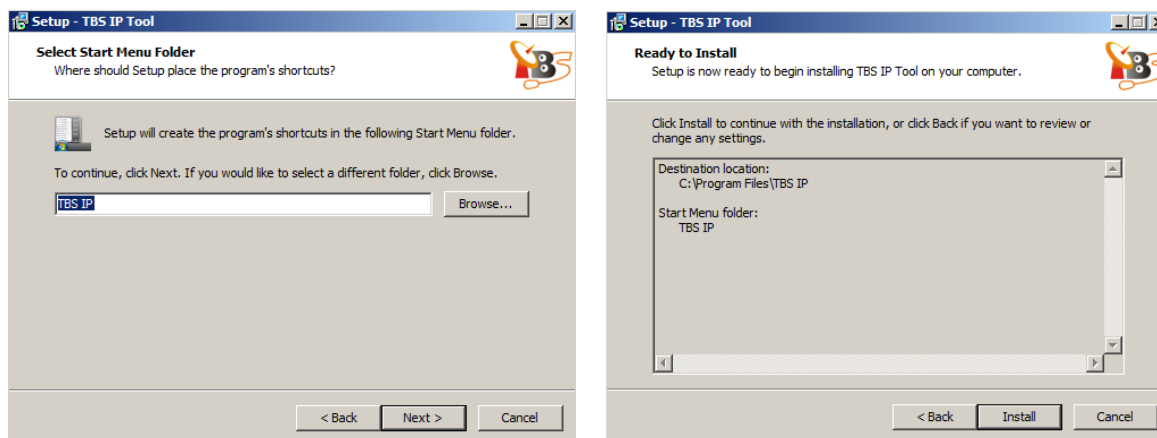 Setup - TBS IP Tool
Select Start Menu Folder
Where should Setup place the program's shortcuts?
TBS
Setup will create the program's shortcuts in the following Start Menu folder.
To continue, click Next. If you would like to select a different folder, click Browse.
TBS IP
Browse...
< Back
Next >
Cancel
Setup - TBS IP Tool
Ready to Install
Setup is now ready to begin installing TBS IP Tool on your computer.
TBS
Click Install to continue with the installation, or click Back if you want to review or
change any settings.
Destination location:
C:\Program Files\TBS IP
Start Menu folder:
TBS IP
< Back
Install
Cancel